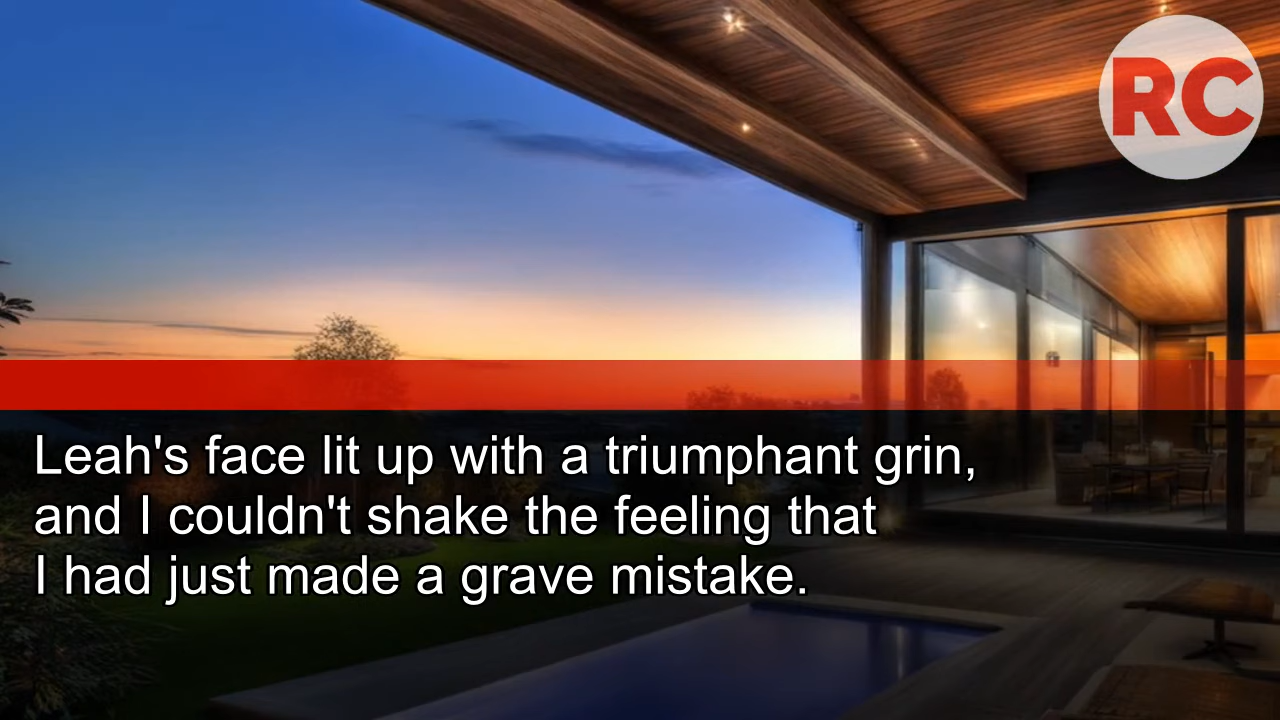 RC
Leah's face lit up with a triumphant grin,
and I couldn't shake the feeling that
I had just made a grave mistake.